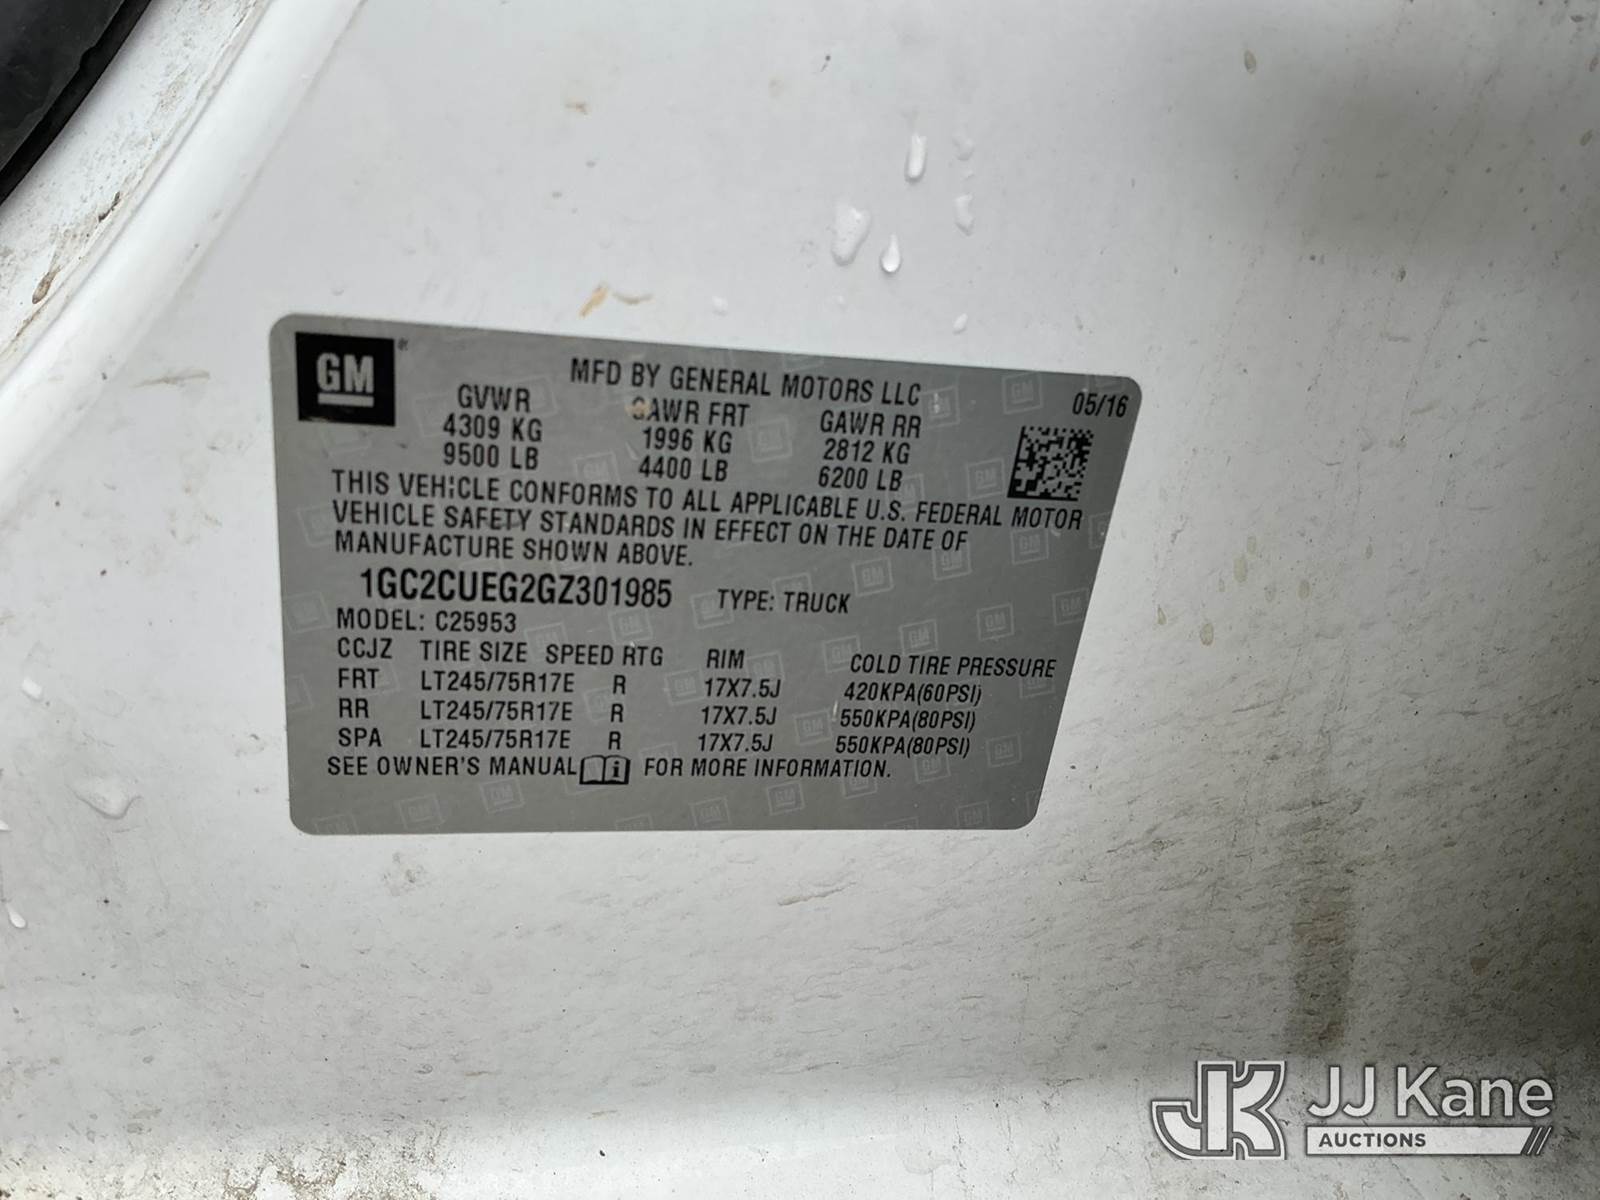 GM
MFD BY GENERAL MOTORS LLC
05/16
GVWR GAWR FRT GAWR RR
4309 KG 1996 KG 2812 KG
9500 LB 4400 LB 6200 LB
THIS VEHICLE CONFORMS TO ALL APPLICABLE U.S. FEDERAL MOTOR
VEHICLE SAFETY STANDARDS IN EFFECT ON THE DATE OF
MANUFACTURE SHOWN ABOVE.
1GC2CUEG2GZ301985 TYPE: TRUCK
MODEL: C25953
CCJZ TIRE SIZE SPEED RTG RIM COLD TIRE PRESSURE
FRT LT245/75R17E R 17X7.5J 420KPA(60PSI)
RR LT245/75R17E R 17X7.5J 550KPA(80PSI)
SPA LT245/75R17E R 17X7.5J 550KPA(80PSI)
SEE OWNER'S MANUAL i FOR MORE INFORMATION.
JK JJ Kane
AUCTIONS